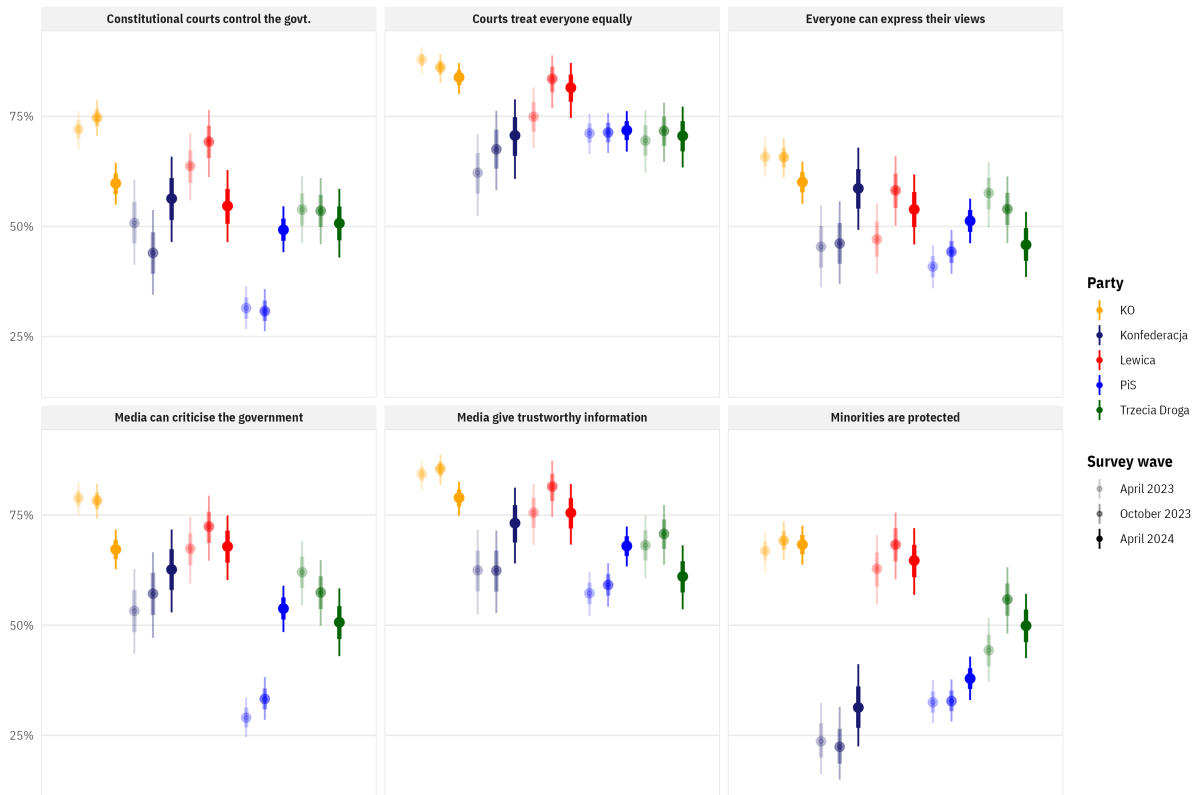 Constitutional courts control the govt.
Courts treat everyone equally
Everyone can express their views
75%
50%
25%
Media can criticise the government
Media give trustworthy information
Minorities are protected
75%
50%
25%
Party
KO
Konfederacja
Lewica
PiS
Trzecia Droga
Survey wave
April 2023
October 2023
April 2024